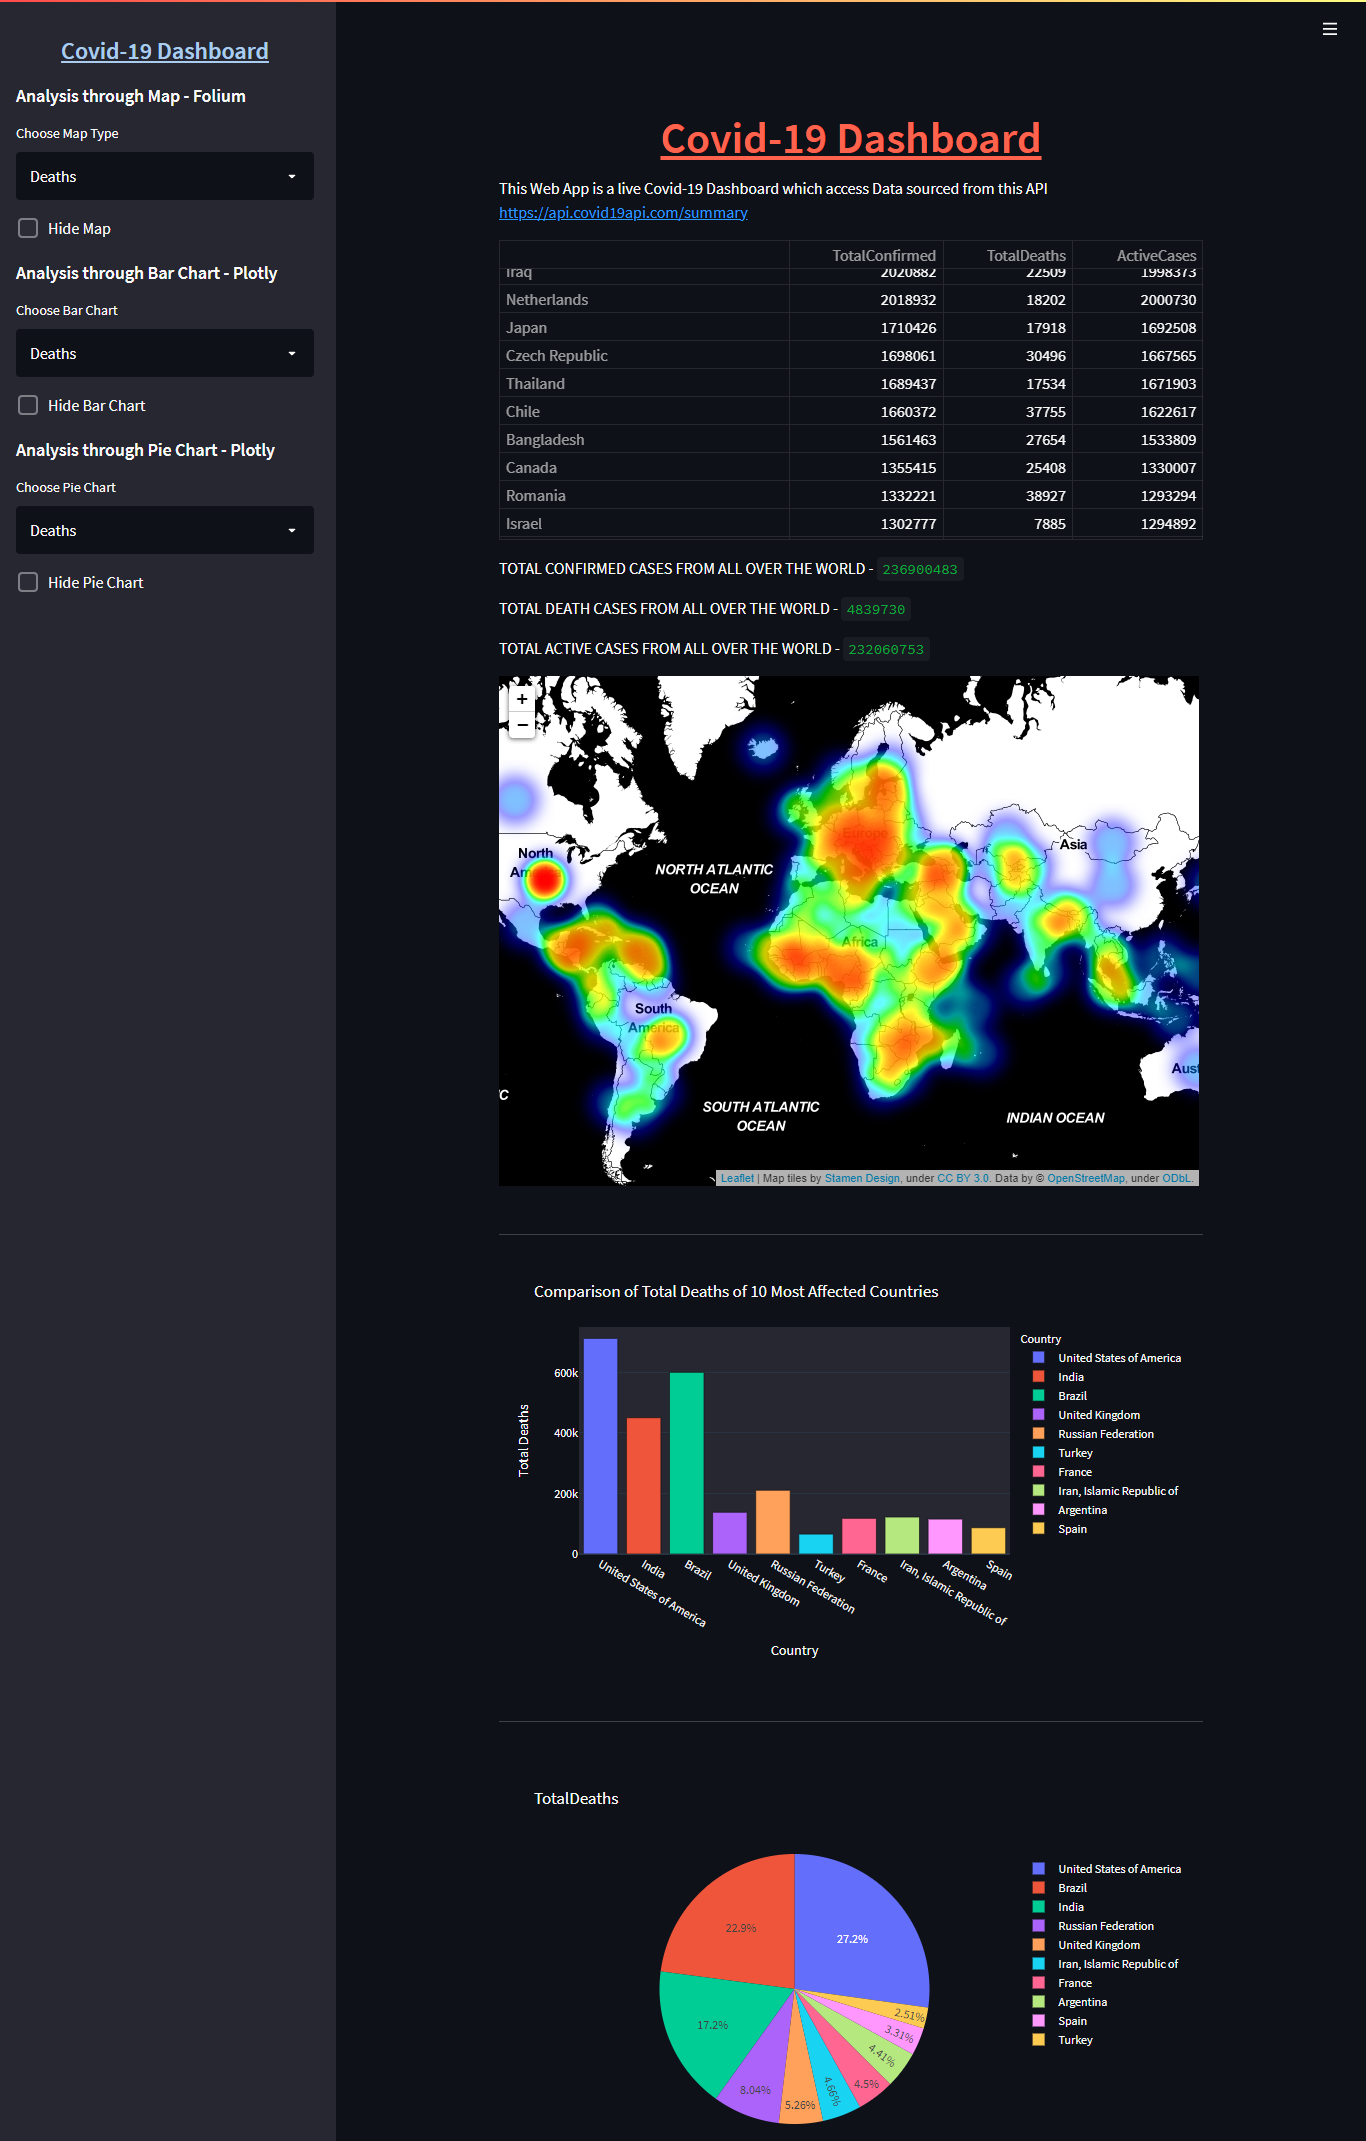 Covid-19 Dashboard
Analysis through Map - Folium
Choose Map Type
Deaths
Hide Map
Analysis through Bar Chart - Plotly
Choose Bar Chart
Deaths
Hide Bar Chart
Analysis through Pie Chart - Plotly
Choose Pie Chart
Deaths
Hide Pie Chart
Covid-19 Dashboard
This Web App is a live Covid-19 Dashboard which access Data sourced from this API
https://api.covid19api.com/summary
TotalConfirmed TotalDeaths ActiveCases
Iraq 2020882 22509 1998373
Netherlands 2018932 18202 2000730
Japan 1710426 17918 1692508
Czech Republic 1698061 30496 1667565
Thailand 1689437 17534 1671903
Chile 1660372 37755 1622617
Bangladesh 1561463 27654 1533809
Canada 1355415 25408 1330007
Romania 1332221 38927 1293294
Israel 1302777 7885 1294892
TOTAL CONFIRMED CASES FROM ALL OVER THE WORLD - 236900483
TOTAL DEATH CASES FROM ALL OVER THE WORLD - 4839730
TOTAL ACTIVE CASES FROM ALL OVER THE WORLD - 232060753
+
−
Europe
Asia
North
NORTH ATLANTIC
OCEAN
Africa
South
America
Aust
C
SOUTH ATLANTIC
OCEAN
INDIAN OCEAN
Leaflet | Map tiles by Stamen Design, under CC BY 3.0. Data by © OpenStreetMap, under ODbL.
Comparison of Total Deaths of 10 Most Affected Countries
Total Deaths
600k
400k
200k
0
United States of America
India
Brazil
United Kingdom
Russian Federation
Turkey
France
Iran, Islamic Republic of
Argentina
Spain
Country
Country
United States of America
India
Brazil
United Kingdom
Russian Federation
Turkey
France
Iran, Islamic Republic of
Argentina
Spain
TotalDeaths
27.2%
22.9%
17.2%
8.04%
5.26%
4.66%
4.5%
4.41%
3.31%
2.51%
United States of America
Brazil
India
Russian Federation
United Kingdom
Iran, Islamic Republic of
France
Argentina
Spain
Turkey